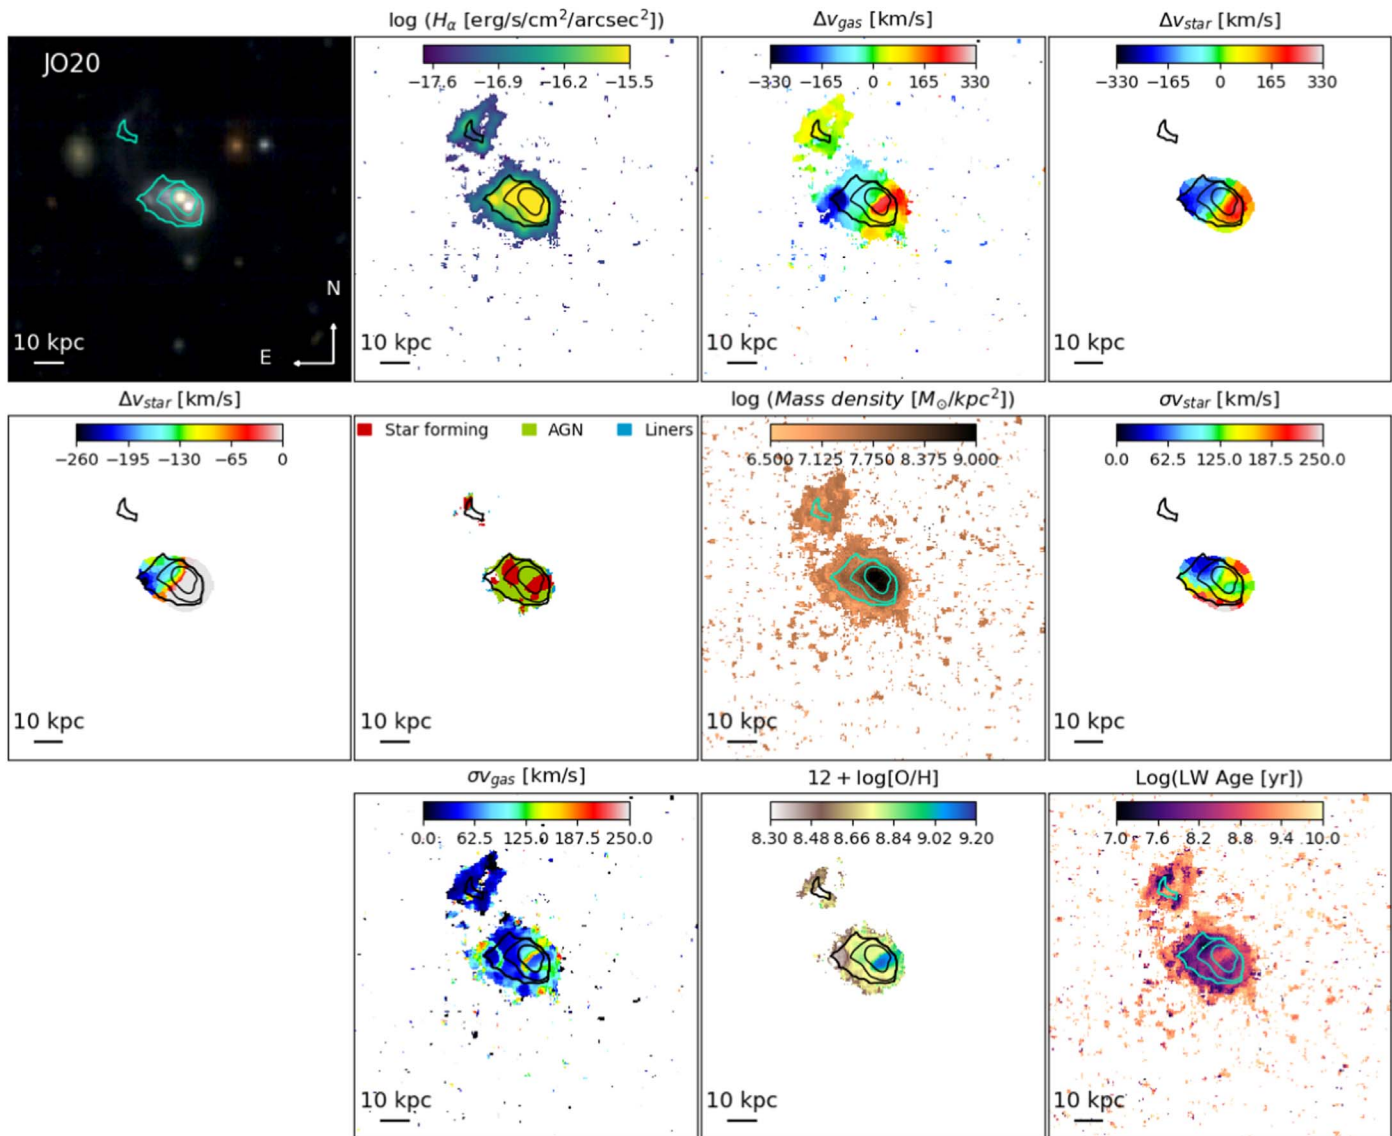 log (Hα [erg/s/cm²/arcsec²])
Δv_gas [km/s]
Δv_star [km/s]
JO20
−17.6 −16.9 −16.2 −15.5
−330 −165 0 165 330
−330 −165 0 165 330
N
E
10 kpc
10 kpc
10 kpc
10 kpc
Δv_star [km/s]
log (Mass density [M⊙/kpc²])
σv_star [km/s]
−260 −195 −130 −65 0
Star forming AGN Liners
6.500 7.125 7.750 8.375 9.000
0.0 62.5 125.0 187.5 250.0
10 kpc
10 kpc
10 kpc
10 kpc
σv_gas [km/s]
12 + log[O/H]
Log(LW Age [yr])
0.0 62.5 125.0 187.5 250.0
8.30 8.48 8.66 8.84 9.02 9.20
7.0 7.6 8.2 8.8 9.4 10.0
10 kpc
10 kpc
10 kpc